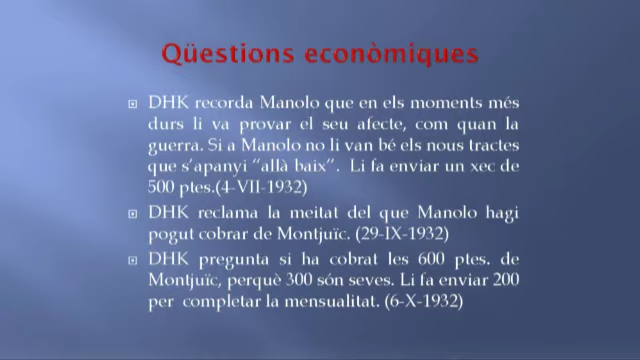 Qüestions econòmiques
DHK recorda Manolo que en els moments més
durs li va provar el seu afecte, com quan la
guerra. Si a Manolo no li van bé els nous tractes
que s'apanyi "allà baix". Li fa enviar un xec de
500 ptes.(4-VII-1932)
DHK reclama la meitat del que Manolo hagi
pogut cobrar de Montjuïc. (29-IX-1932)
DHK pregunta si ha cobrat les 600 ptes. de
Montjuïc, perquè 300 són seves. Li fa enviar 200
per completar la mensualitat. (6-X-1932)